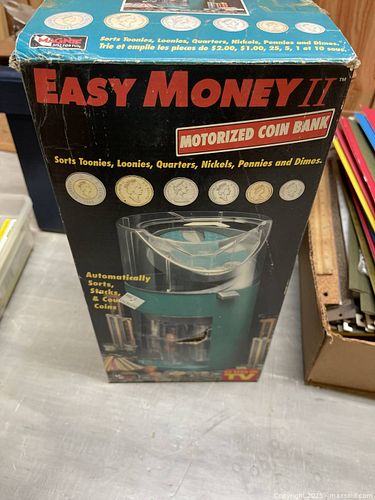 Sorts Toonies, Loonies, Quarters, Nickels, Pennies and Dimes.
Trie et empile les pieces de $2.00, $1.00, 25, 5, 1 et 10 sous.
EASY MONEY II™
MOTORIZED COIN BANK
Sorts Toonies, Loonies, Quarters, Nickels, Pennies and Dimes.
Automatically
Sorts,
Stacks,
& Cou
Coins
TV
Copyright 2025 - maxsold.com